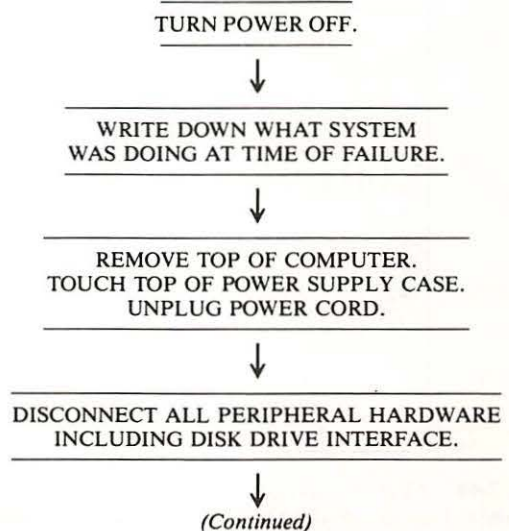 TURN POWER OFF.
WRITE DOWN WHAT SYSTEM
WAS DOING AT TIME OF FAILURE.
REMOVE TOP OF COMPUTER.
TOUCH TOP OF POWER SUPPLY CASE.
UNPLUG POWER CORD.
DISCONNECT ALL PERIPHERAL HARDWARE
INCLUDING DISK DRIVE INTERFACE.
(Continued)